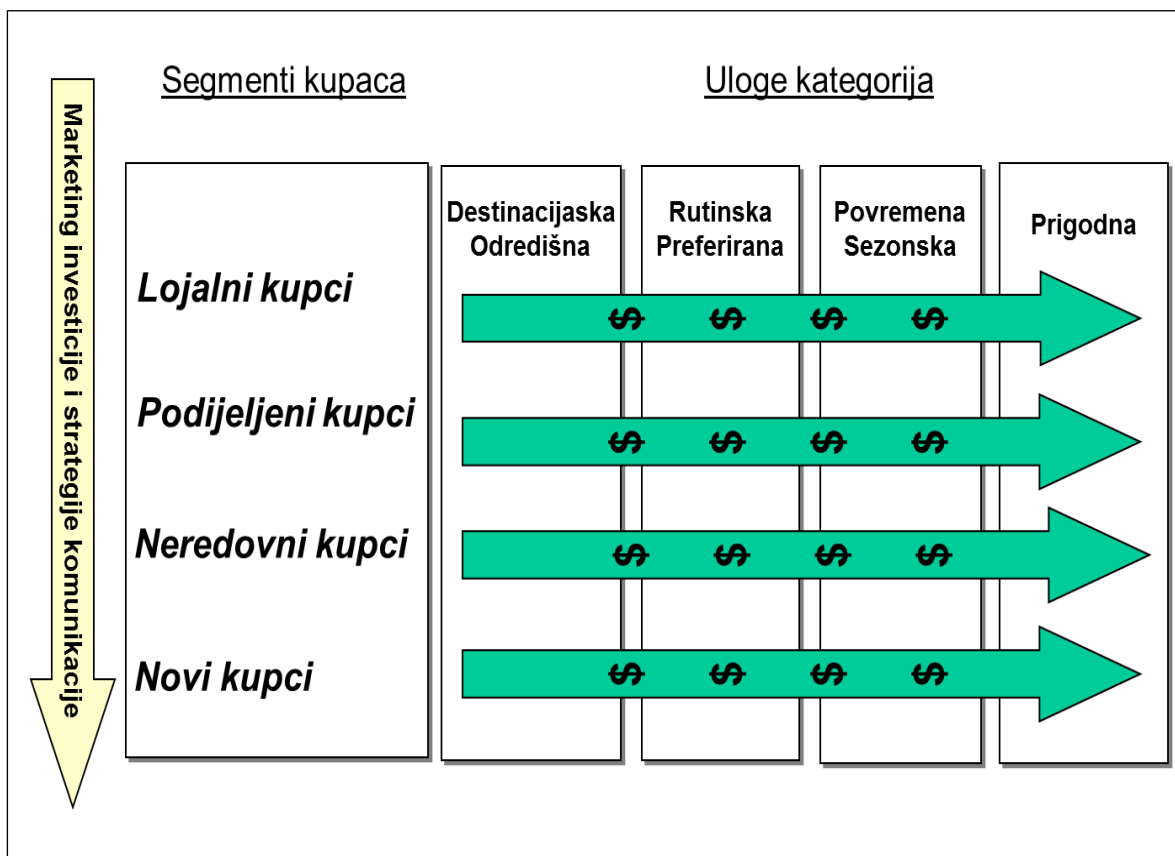 Segmenti kupaca
Uloge kategorija
Marketing investicije i strategije komunikacije
Destinacijaska
Odredišna
Rutinska
Preferirana
Povremena
Sezonska
Prigodna
Lojalni kupci
$ $ $ $
Podijeljeni kupci
$ $ $ $
Neredovni kupci
$ $ $ $
Novi kupci
$ $ $ $